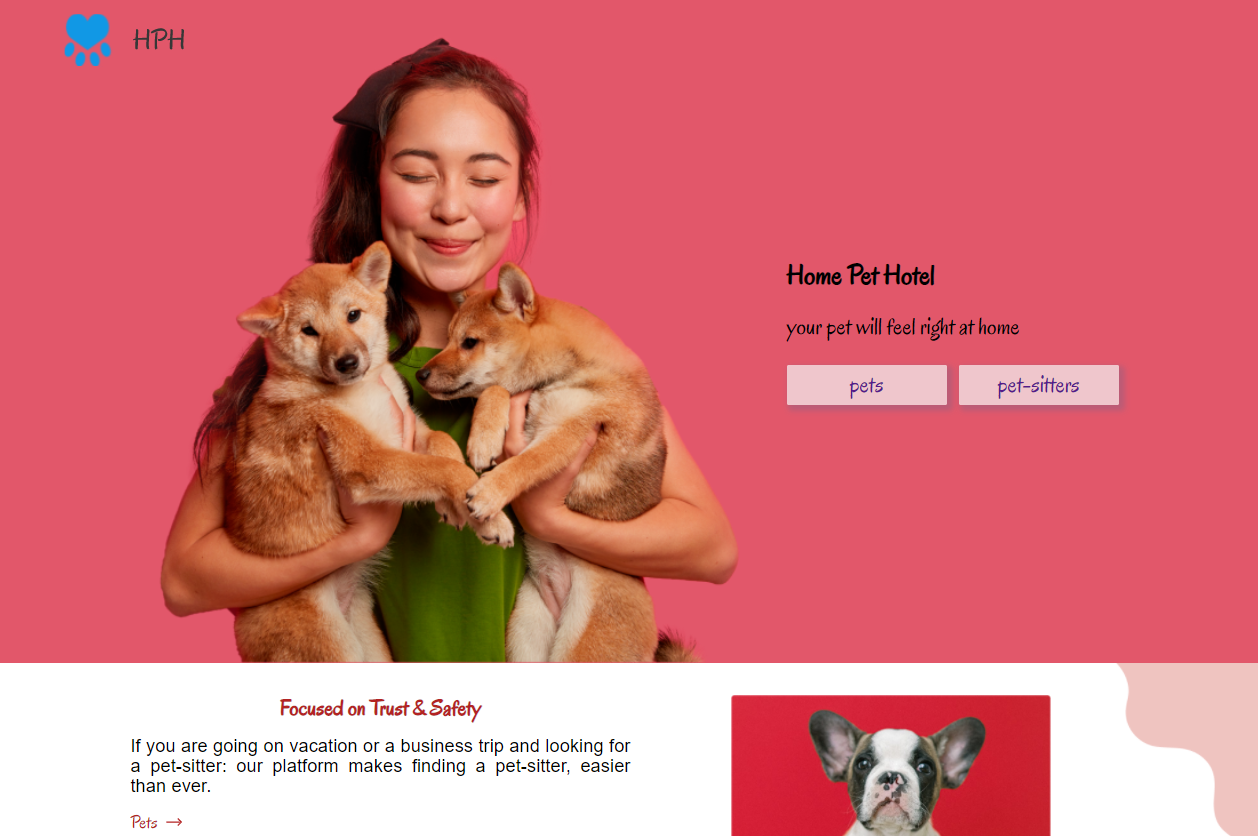 HPH
Home Pet Hotel
your pet will feel right at home
pets
pet-sitters
Focused on Trust & Safety
If you are going on vacation or a business trip and looking for
a pet-sitter: our platform makes finding a pet-sitter, easier
than ever.
Pets →